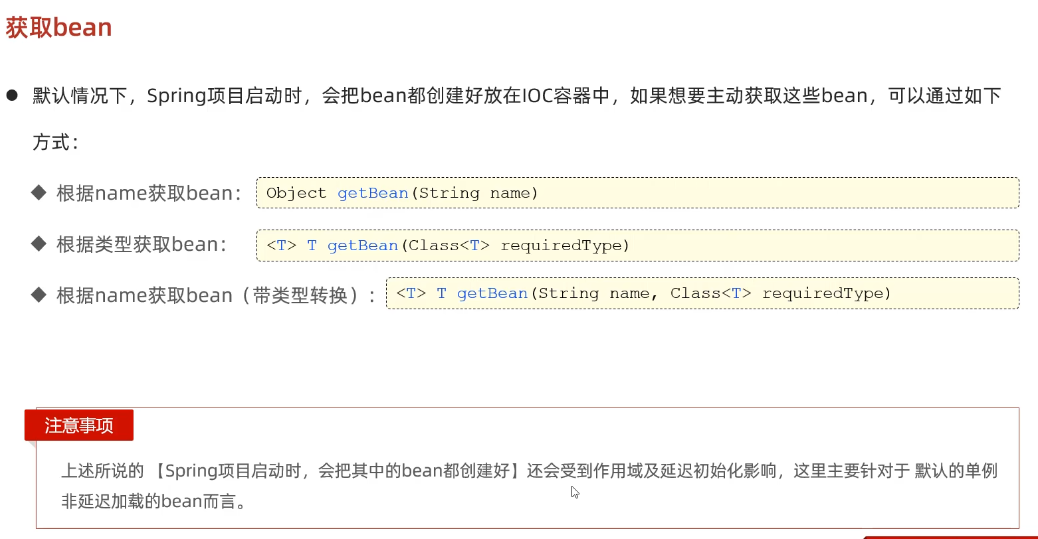 获取bean
● 默认情况下，Spring项目启动时，会把bean都创建好放在IOC容器中，如果想要主动获取这些bean，可以通过如下
方式：
◆ 根据name获取bean： Object getBean(String name)
◆ 根据类型获取bean： <T> T getBean(Class<T> requiredType)
◆ 根据name获取bean（带类型转换）： <T> T getBean(String name, Class<T> requiredType)
注意事项
上述所说的 【Spring项目启动时，会把其中的bean都创建好】还会受到作用域及延迟初始化影响，这里主要针对于 默认的单例
非延迟加载的bean而言。